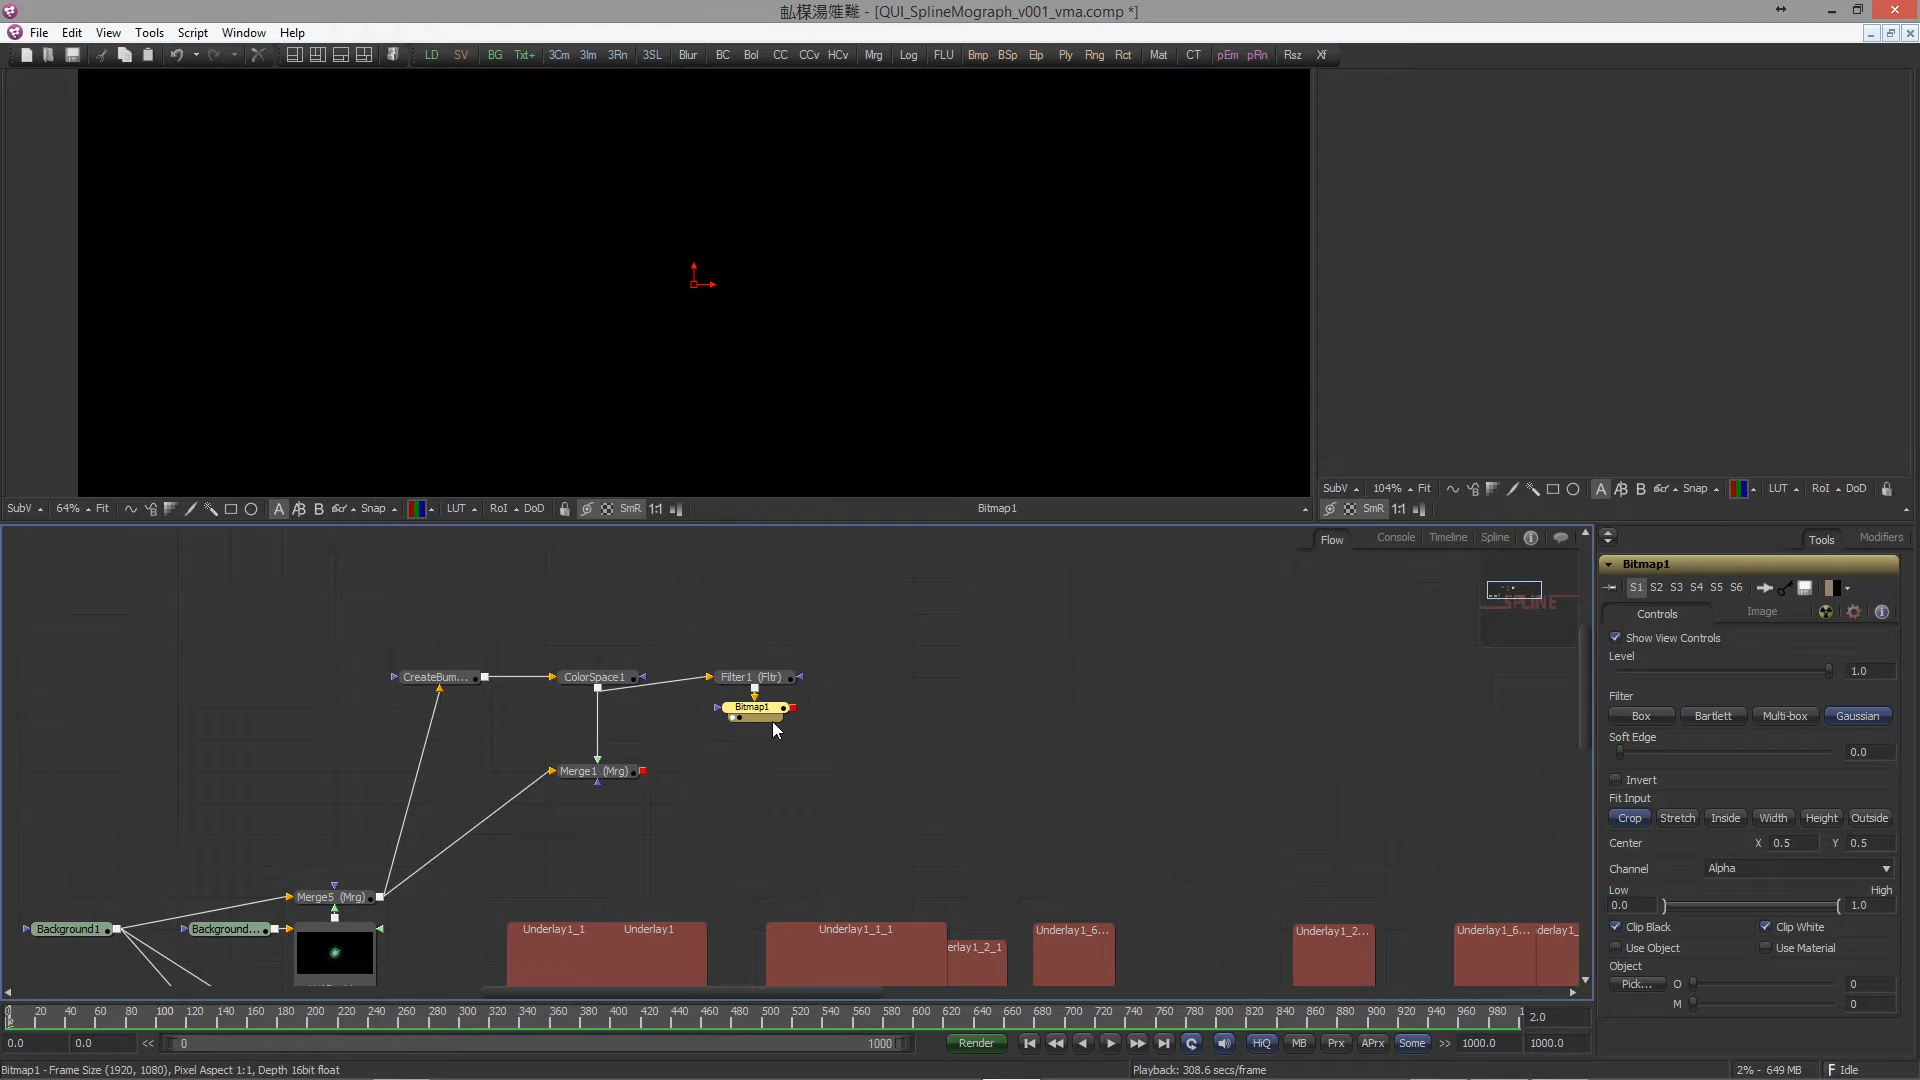 畆楳湯嬠難 - [QUI_SplineMograph_v001_vma.comp *]
File Edit View Tools Script Window Help
LD SV BG Txt+ 3Cm 3Im 3Rn 3SL Blur BC Bol CC CCv HCv Mrg Log FLU Bmp BSp Elp Ply Rng Rct Mat CT pEm pRn Rsz Xf
SubV 64% Fit A B Snap LUT RoI DoD SmR 1:1 Bitmap1
SubV 104% Fit A B Snap LUT RoI DoD
SmR 1:1
Flow Console Timeline Spline
CreateBum... ColorSpace1 Filter1 (Fltr)
Bitmap1
Merge1 (Mrg)
Merge5 (Mrg)
Background1 Background...
Underlay1_1 Underlay1 Underlay1_1_1 erlay1_2_1 Underlay1_6... Underlay1_2... Underlay1_6... derlay1_
SPLINE
Tools Modifiers
Bitmap1
S1 S2 S3 S4 S5 S6
Controls Image
Show View Controls
Level 1.0
Filter
Box Bartlett Multi-box Gaussian
Soft Edge 0.0
Invert
Fit Input
Crop Stretch Inside Width Height Outside
Center X 0.5 Y 0.5
Channel Alpha
Low High
0.0 1.0
Clip Black Clip White
Use Object Use Material
Object
Pick... O 0
M 0
0 20 40 60 80 100 120 140 160 180 200 220 240 260 280 300 320 340 360 380 400 420 440 460 480 500 520 540 560 580 600 620 640 660 680 700 720 740 760 780 800 820 840 860 880 900 920 940 960 980 1 2.0
0.0 0.0 << 0 1000 Render HiQ MB Prx APrx Some >> 1000.0 1000.0
Bitmap1 - Frame Size (1920, 1080), Pixel Aspect 1:1, Depth 16bit float Playback: 308.6 secs/frame 2% - 649 MB Idle